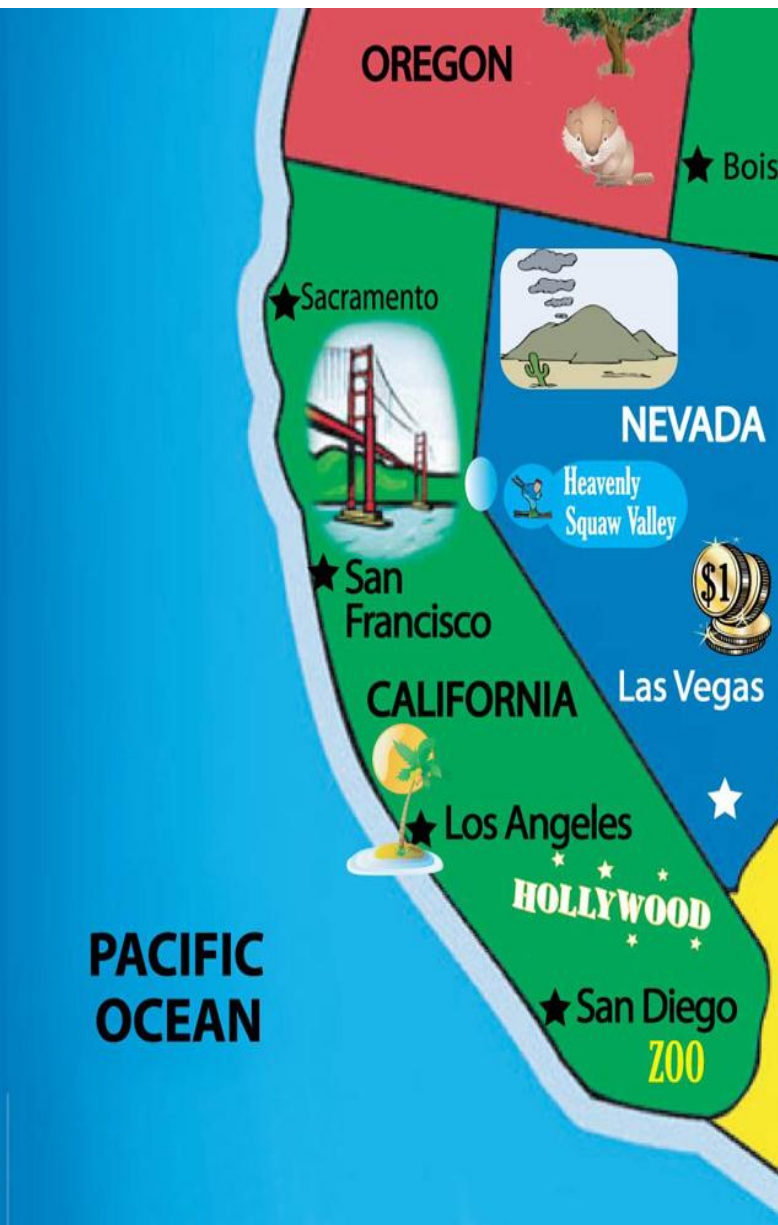 OREGON
Bois
Sacramento
NEVADA
Heavenly
Squaw Valley
$1
San
Francisco
CALIFORNIA
Las Vegas
Los Angeles
HOLLYWOOD
PACIFIC
OCEAN
San Diego
ZOO